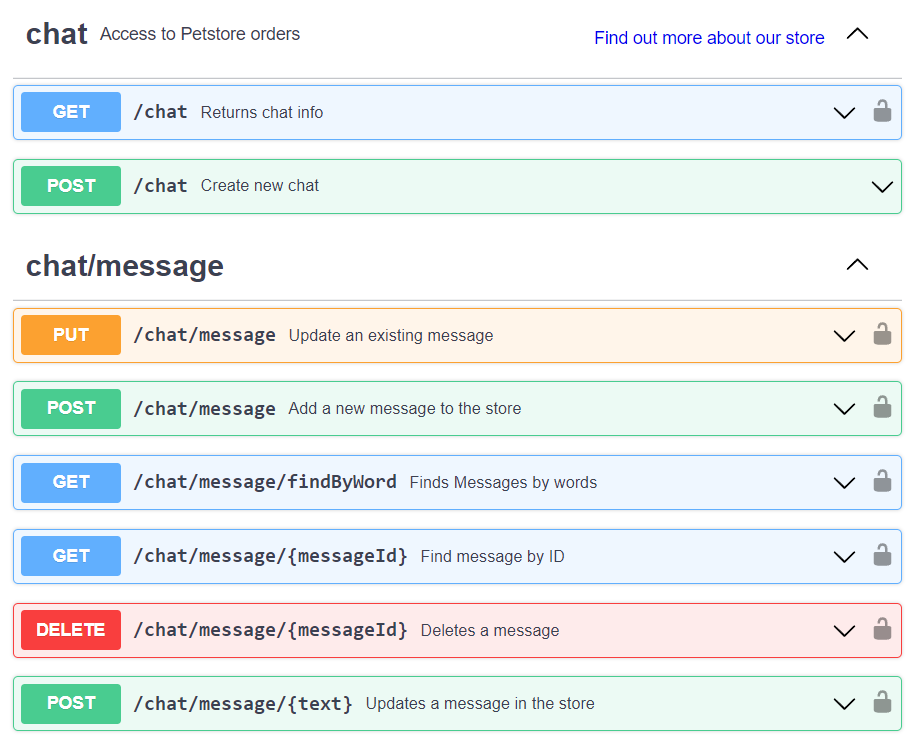 chat Access to Petstore orders Find out more about our store
GET /chat Returns chat info
POST /chat Create new chat
chat/message
PUT /chat/message Update an existing message
POST /chat/message Add a new message to the store
GET /chat/message/findByWord Finds Messages by words
GET /chat/message/{messageId} Find message by ID
DELETE /chat/message/{messageId} Deletes a message
POST /chat/message/{text} Updates a message in the store